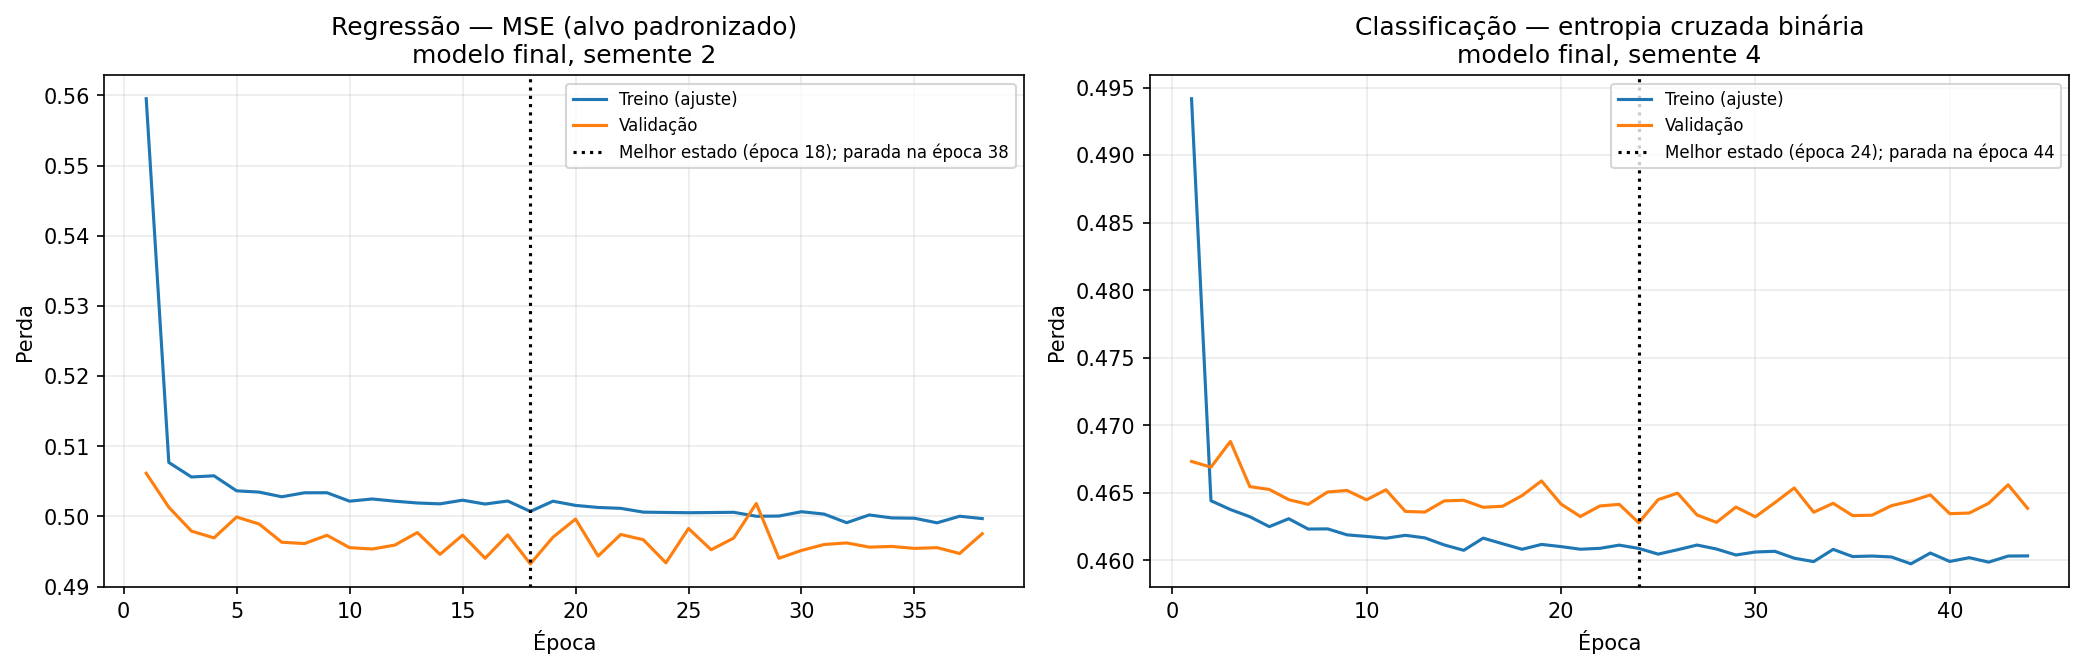 Regressão — MSE (alvo padronizado)
modelo final, semente 2
Treino (ajuste)
Validação
Melhor estado (época 18); parada na época 38
Perda
0.56
0.55
0.54
0.53
0.52
0.51
0.50
0.49
0
5
10
15
20
25
30
35
Época
Classificação — entropia cruzada binária
modelo final, semente 4
Treino (ajuste)
Validação
Melhor estado (época 24); parada na época 44
Perda
0.495
0.490
0.485
0.480
0.475
0.470
0.465
0.460
0
10
20
30
40
Época